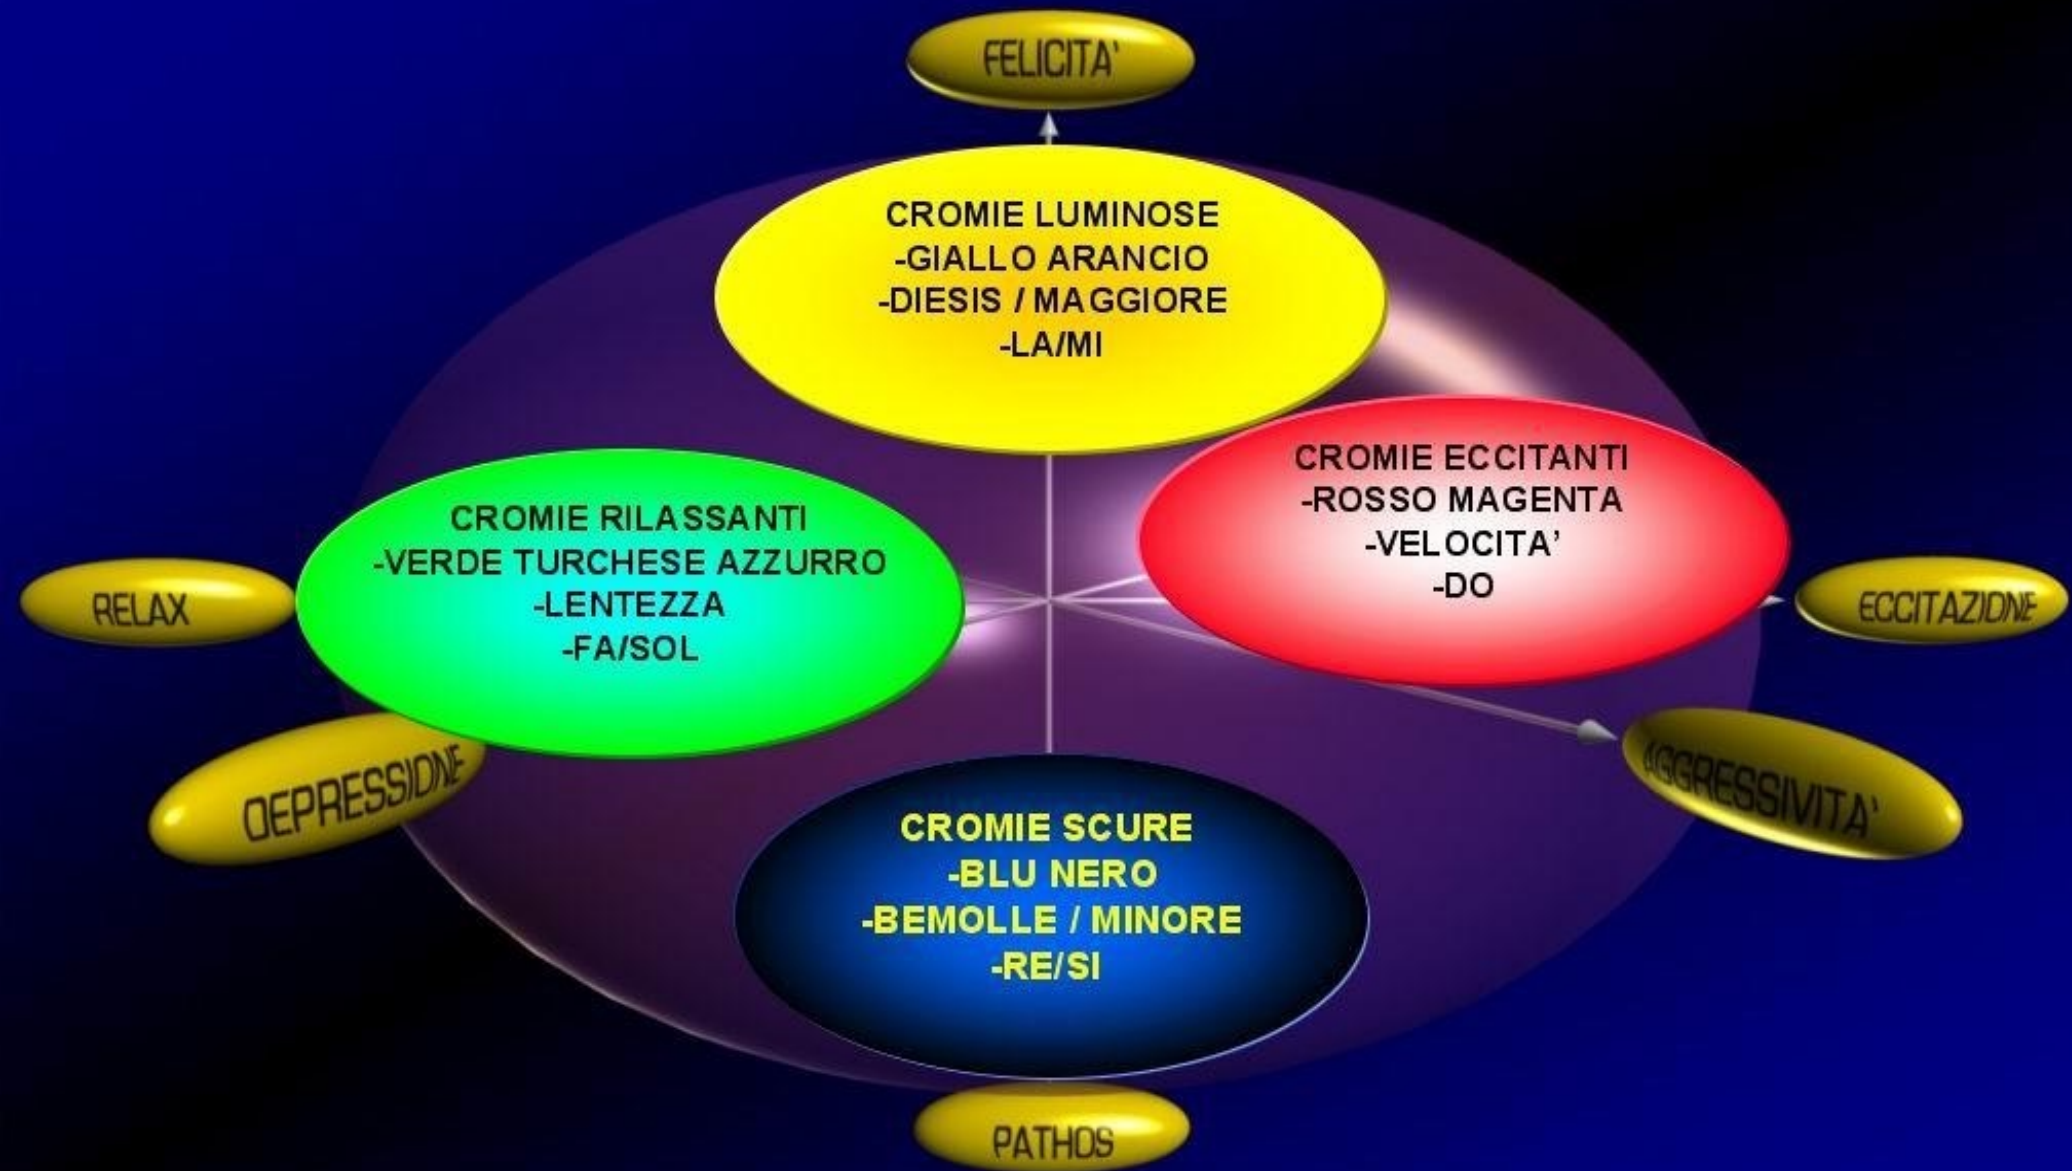 FELICITA'
CROMIE LUMINOSE
-GIALLO ARANCIO
-DIESIS / MAGGIORE
-LA/MI
CROMIE ECCITANTI
-ROSSO MAGENTA
-VELOCITA’
-DO
CROMIE RILASSANTI
-VERDE TURCHESE AZZURRO
-LENTEZZA
-FA/SOL
RELAX
ECCITAZIONE
DEPRESSIONE
AGGRESSIVITA'
CROMIE SCURE
-BLU NERO
-BEMOLLE / MINORE
-RE/SI
PATHOS